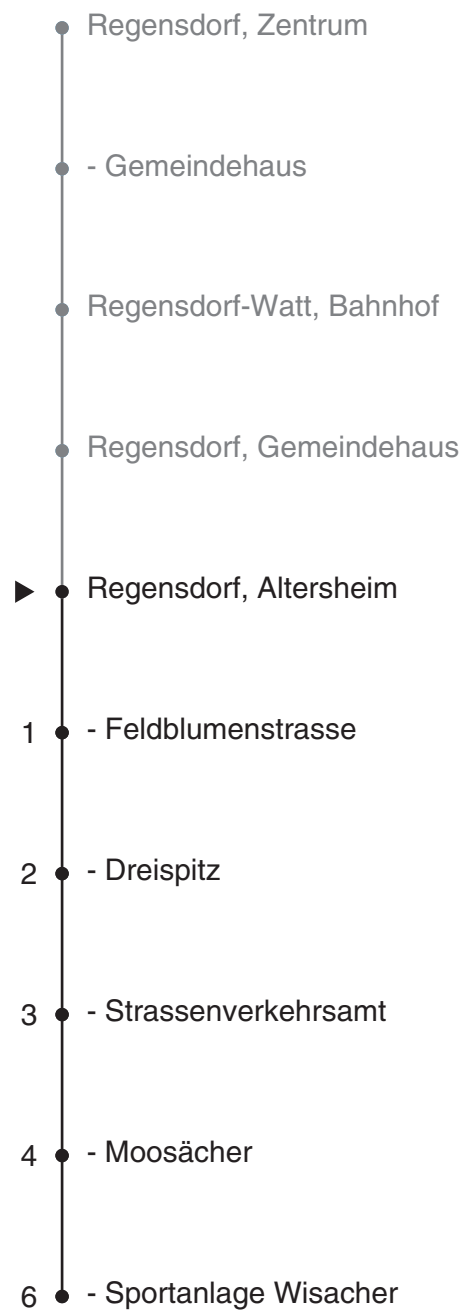 Regensdorf, Zentrum
- Gemeindehaus
Regensdorf-Watt, Bahnhof
Regensdorf, Gemeindehaus
Regensdorf, Altersheim
1 - Feldblumenstrasse
2 - Dreispitz
3 - Strassenverkehrsamt
4 - Moosächer
6 - Sportanlage Wisacher